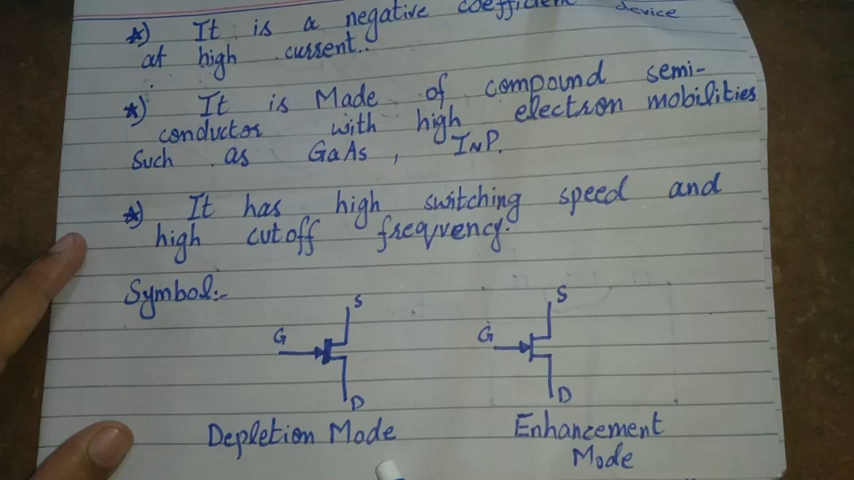 *) It is a negative coefficient device
at high current..
*) It is Made of compound semi-
conductor with high electron mobilities
Such as GaAs, InP.
*) It has high switching speed and
high cutoff freqvency.
Symbol:-
S S
G G
D D
Depletion Mode Enhancement
Mode